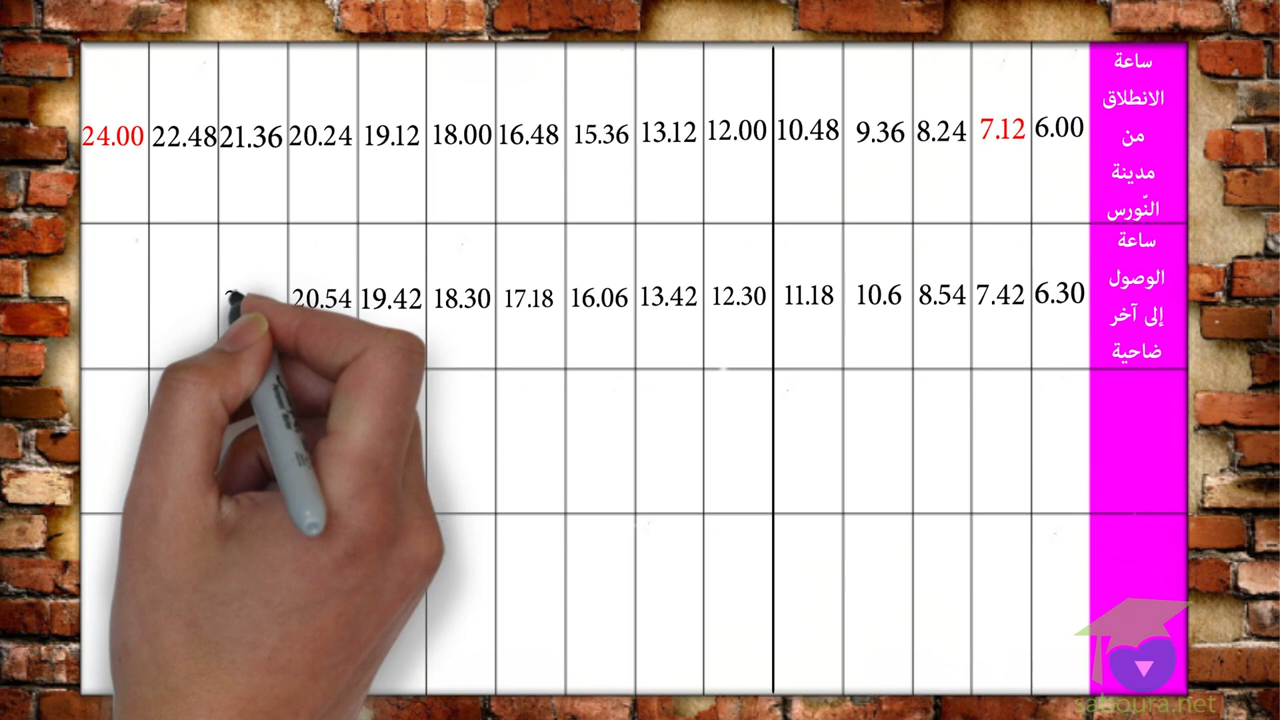 ساعة
الانطلاق
من
مدينة
النّورس
6.00 7.12 8.24 9.36 10.48 12.00 13.12 15.36 16.48 18.00 19.12 20.24 21.36 22.48 24.00
ساعة
الوصول
إلى آخر
ضاحية
6.30 7.42 8.54 10.6 11.18 12.30 13.42 16.06 17.18 18.30 19.42 20.54